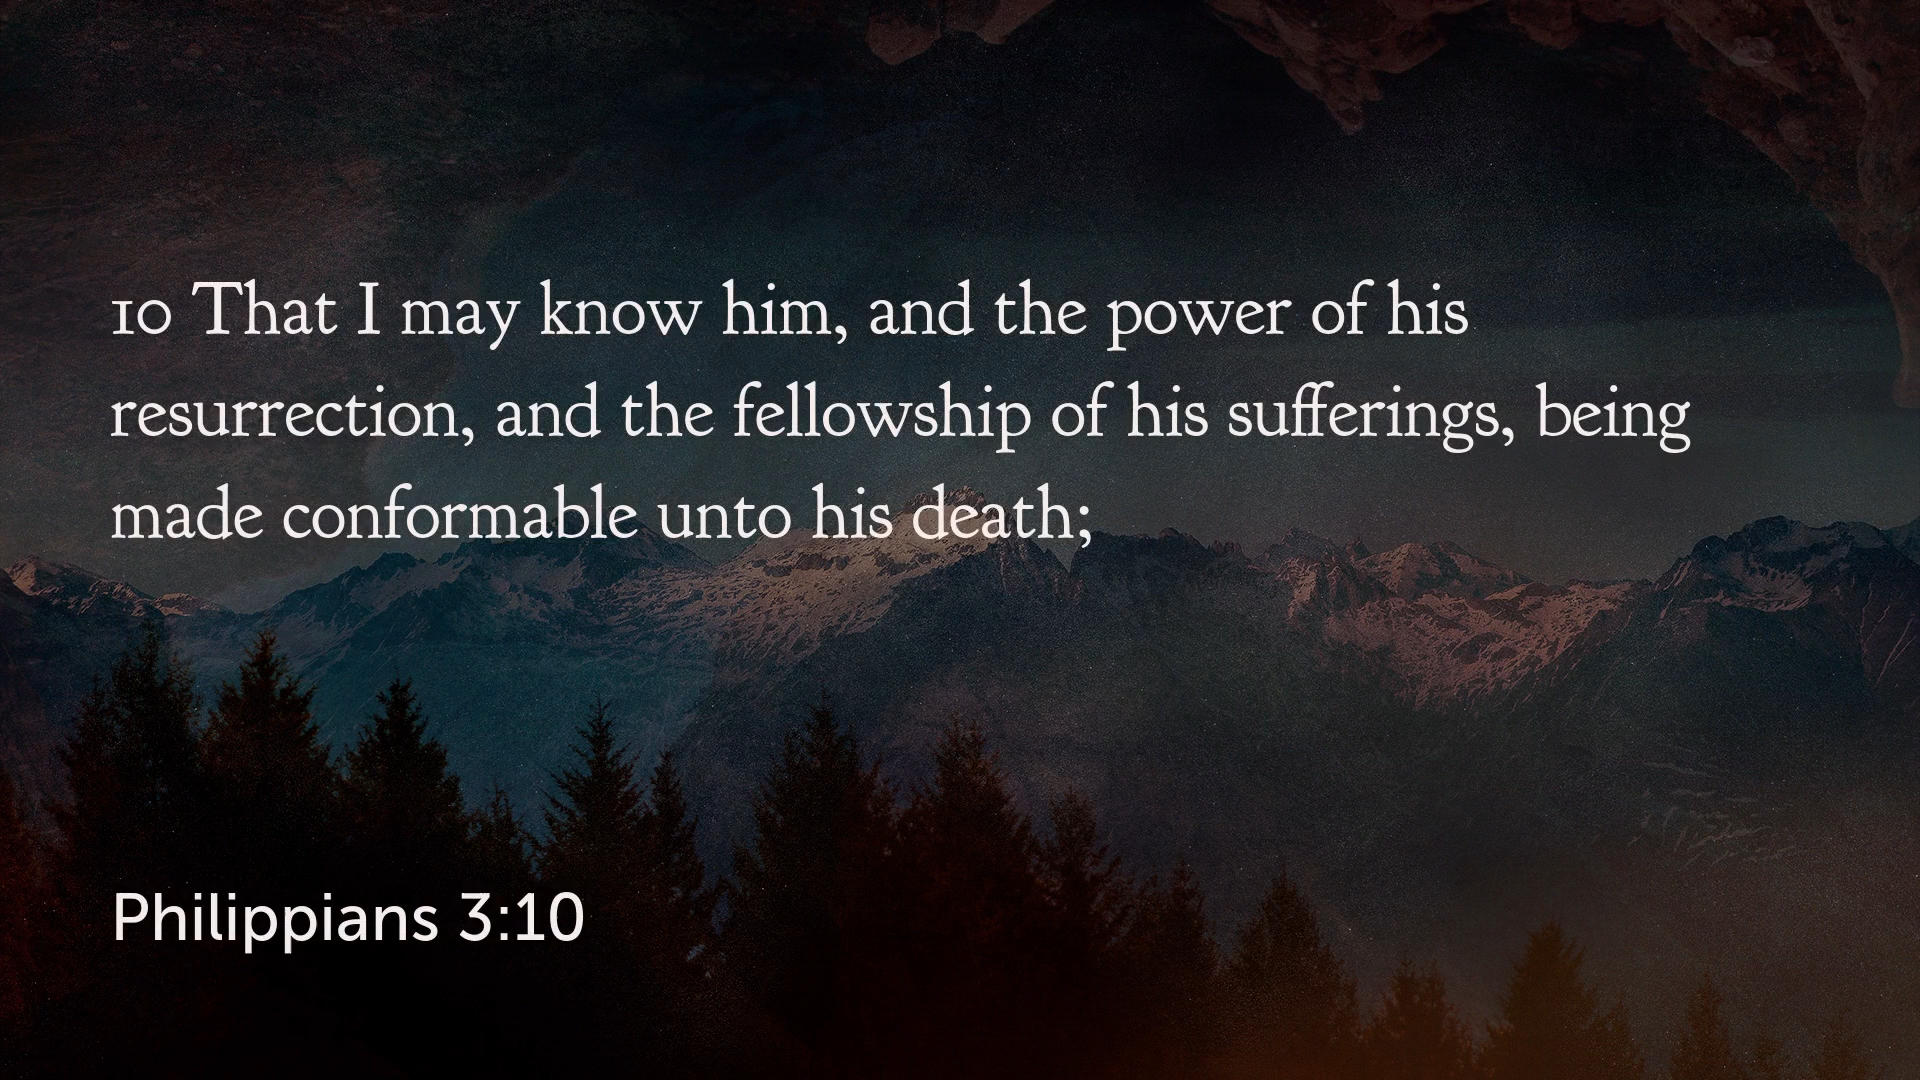 10 That I may know him, and the power of his
resurrection, and the fellowship of his sufferings, being
made conformable unto his death;
Philippians 3:10